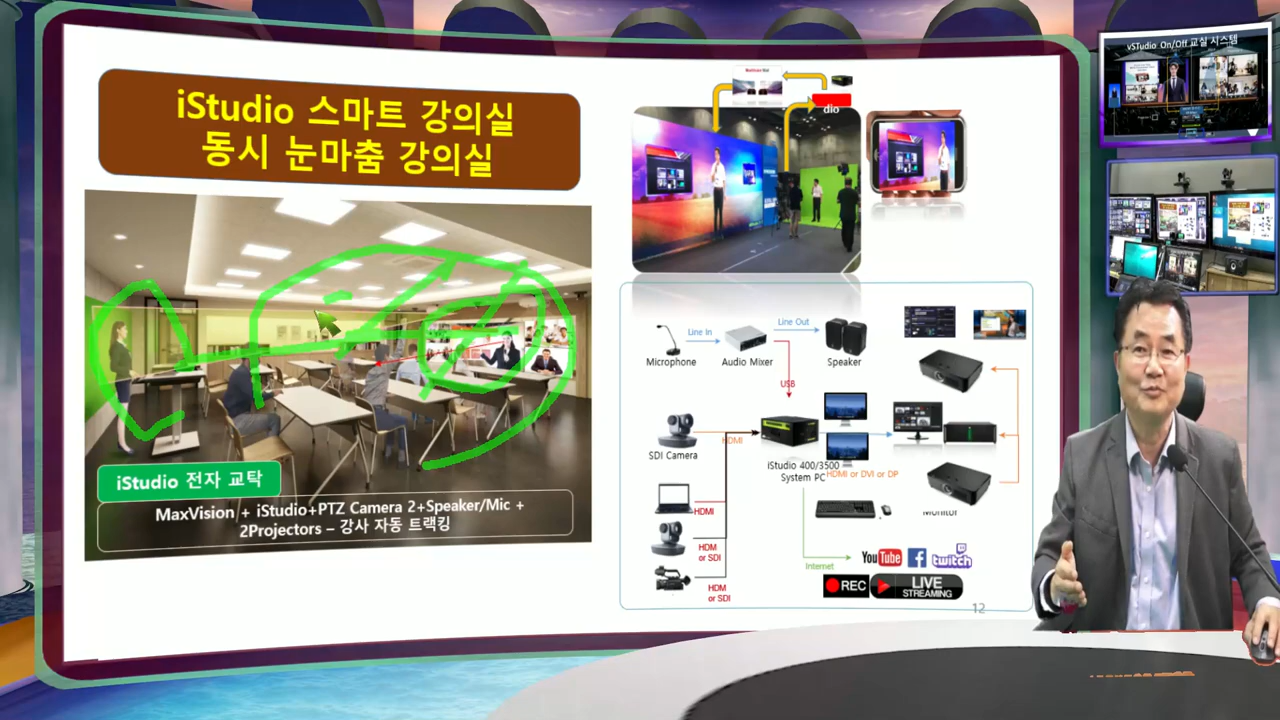 iStudio 스마트 강의실
동시 눈마춤 강의실
iStudio 전자 교탁
MaxVision + iStudio+PTZ Camera 2+Speaker/Mic +
2Projectors – 강사 자동 트랙킹
dio
Line In
Line Out
Microphone
Audio Mixer
Speaker
USB
SDI Camera
HDMI
iStudio 400/3500
System PC
HDMI or DVI or DP
HDMI
HDM
or SDI
HDM
or SDI
Monitor
Internet
YouTube
f
twitch
REC
LIVE
STREAMING
12
vSTudio On/Off 교실 시스템